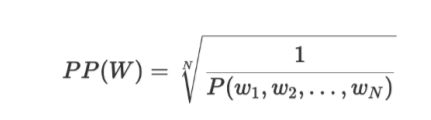 PP(W) = \sqrt[N]{\frac{1}{P(w_1, w_2, \ldots, w_N)}}